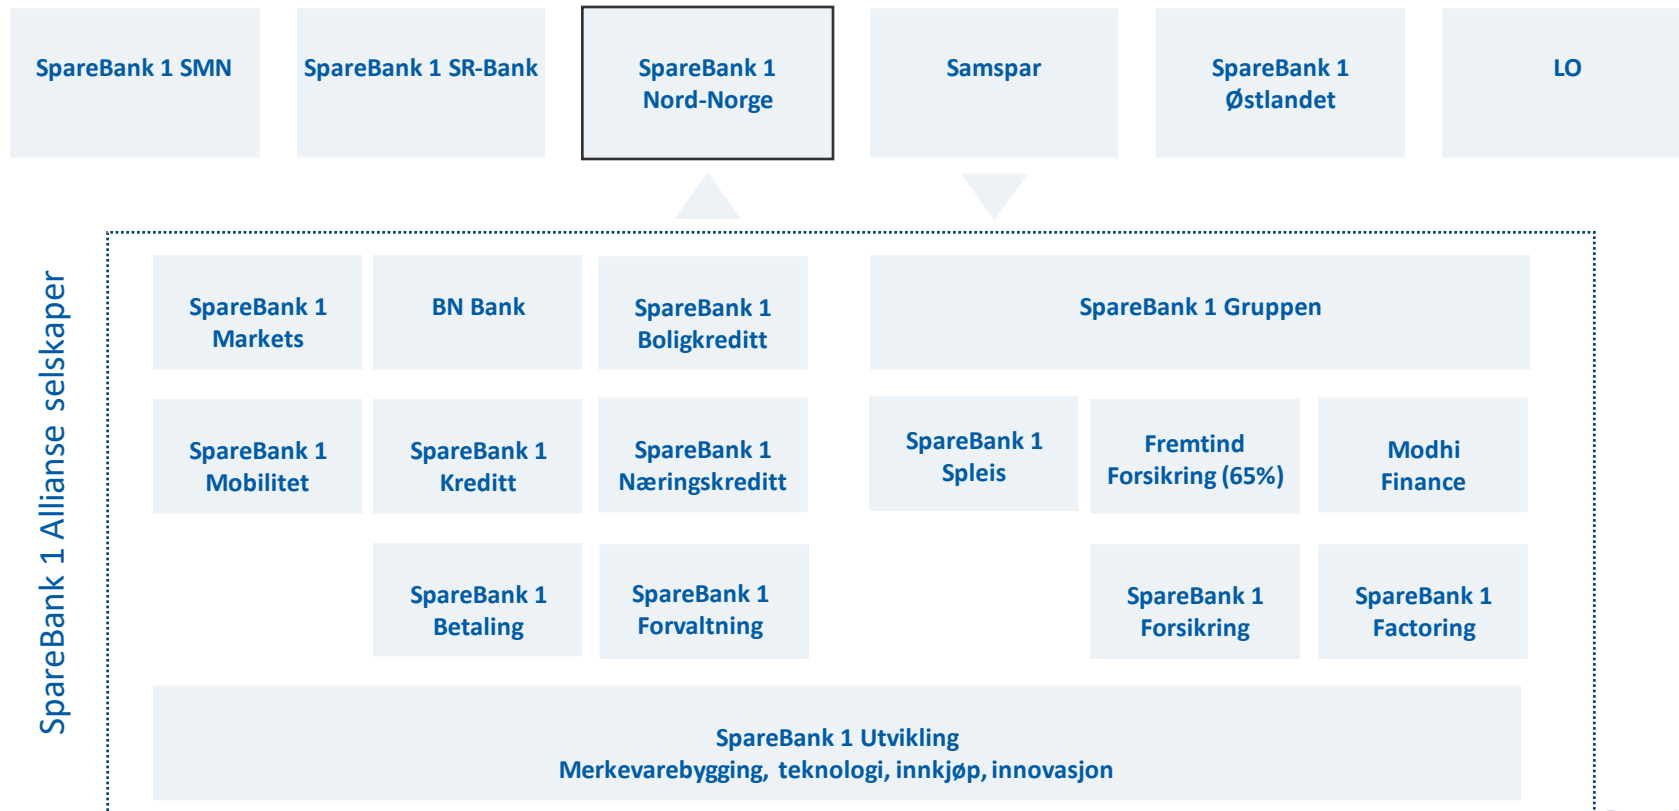 SpareBank 1 SMN
SpareBank 1 SR-Bank
SpareBank 1
Nord-Norge
Samspar
SpareBank 1
Østlandet
LO
SpareBank 1 Allianse selskaper
SpareBank 1
Markets
BN Bank
SpareBank 1
Boligkreditt
SpareBank 1 Gruppen
SpareBank 1
Mobilitet
SpareBank 1
Kreditt
SpareBank 1
Næringskreditt
SpareBank 1
Spleis
Fremtind
Forsikring (65%)
Modhi
Finance
SpareBank 1
Betaling
SpareBank 1
Forvaltning
SpareBank 1
Forsikring
SpareBank 1
Factoring
SpareBank 1 Utvikling
Merkevarebygging, teknologi, innkjøp, innovasjon